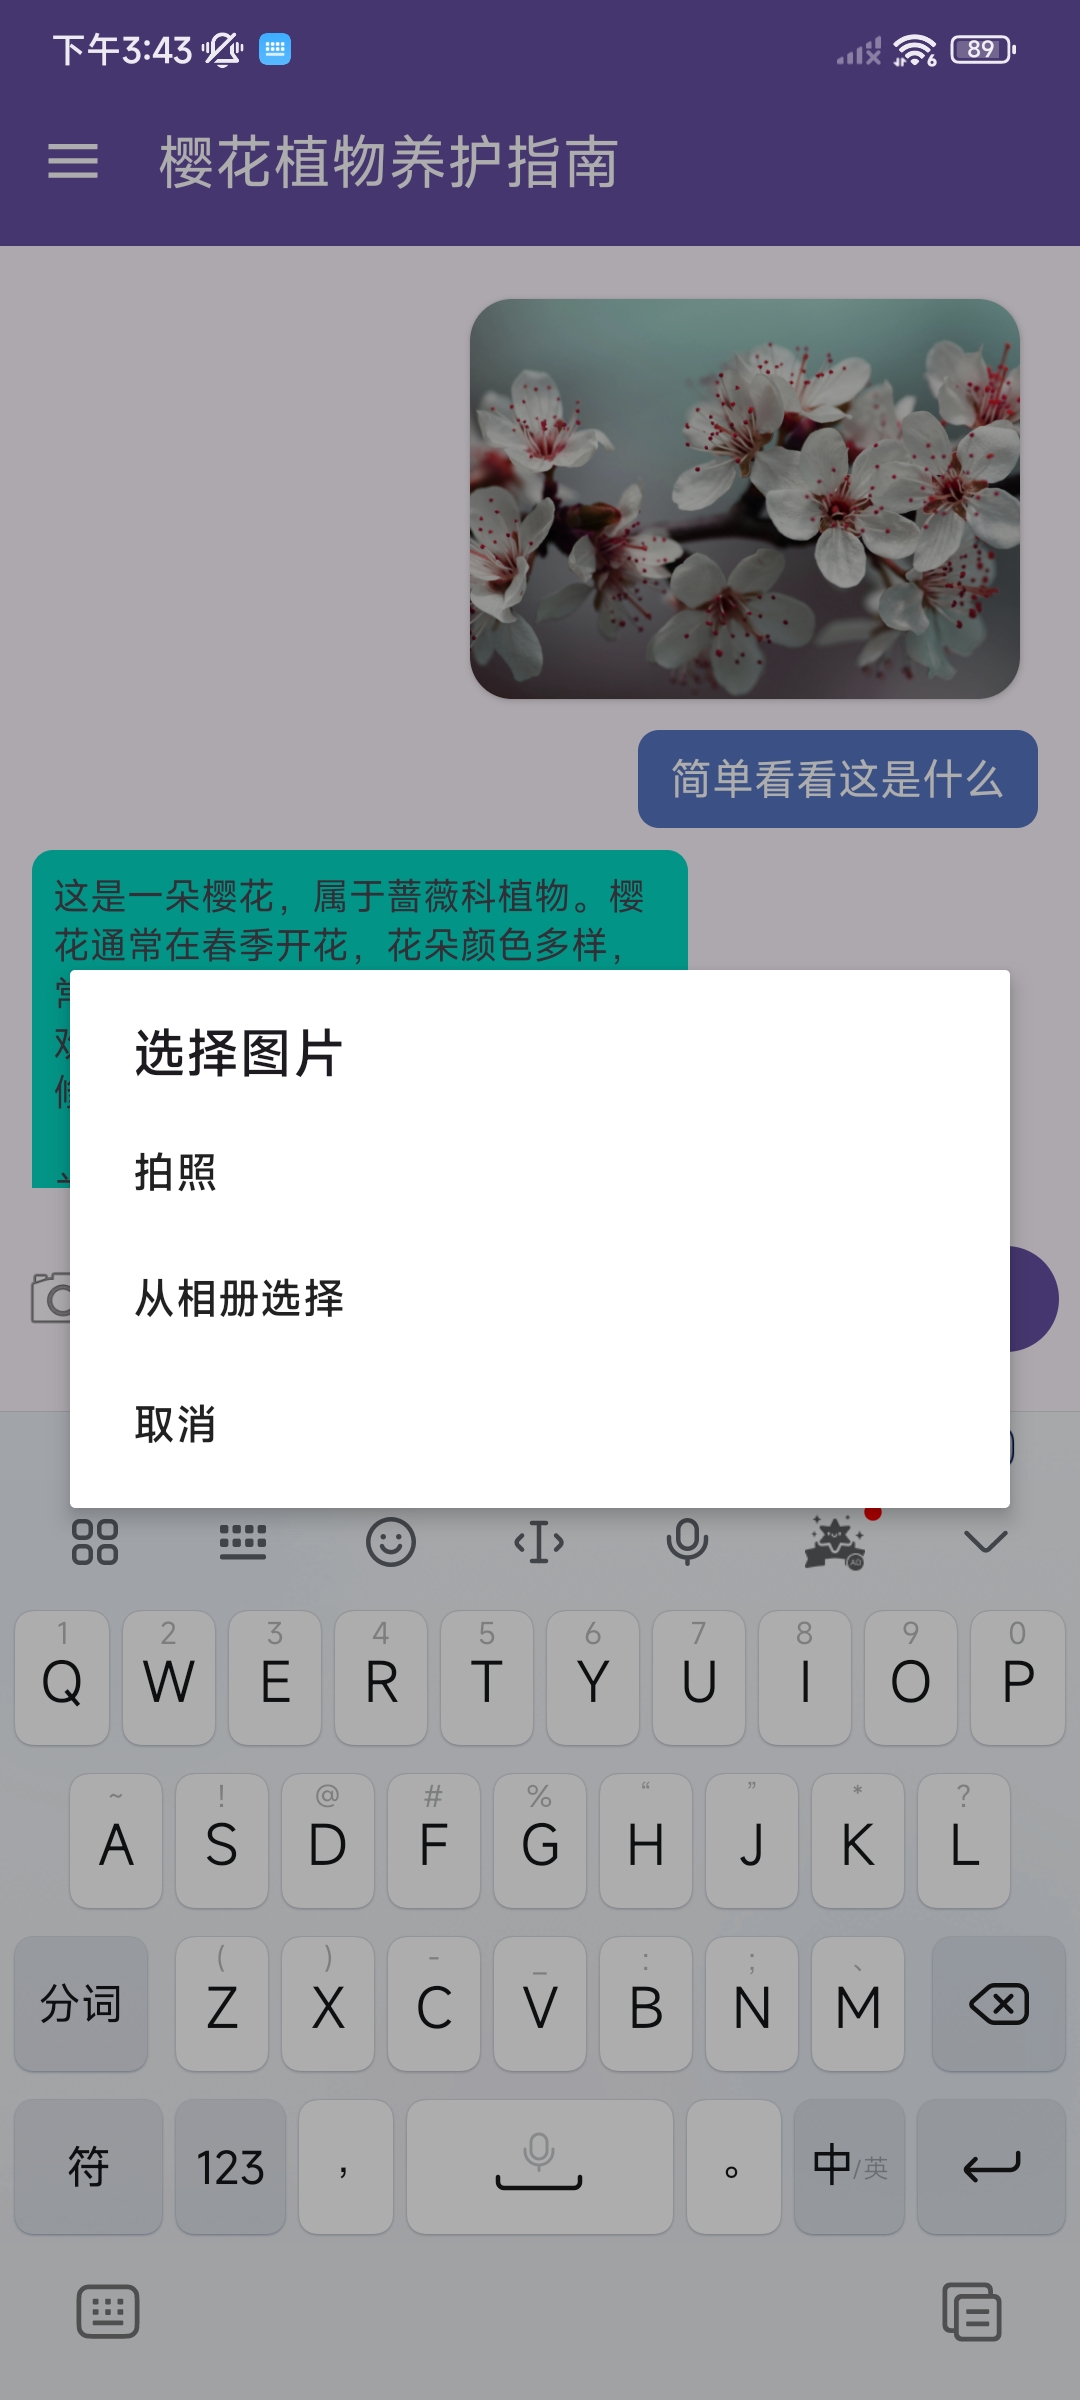 下午3:43
89
樱花植物养护指南
简单看看这是什么
这是一朵樱花，属于蔷薇科植物。樱
花通常在春季开花，花朵颜色多样，
选择图片
拍照
从相册选择
取消
1 2 3 4 5 6 7 8 9 0
Q W E R T Y U I O P
~ ! @ # % “ ” * ?
A S D F G H J K L
( ) - _ : ; 、
分词 Z X C V B N M
符 123 ， 。 中/英